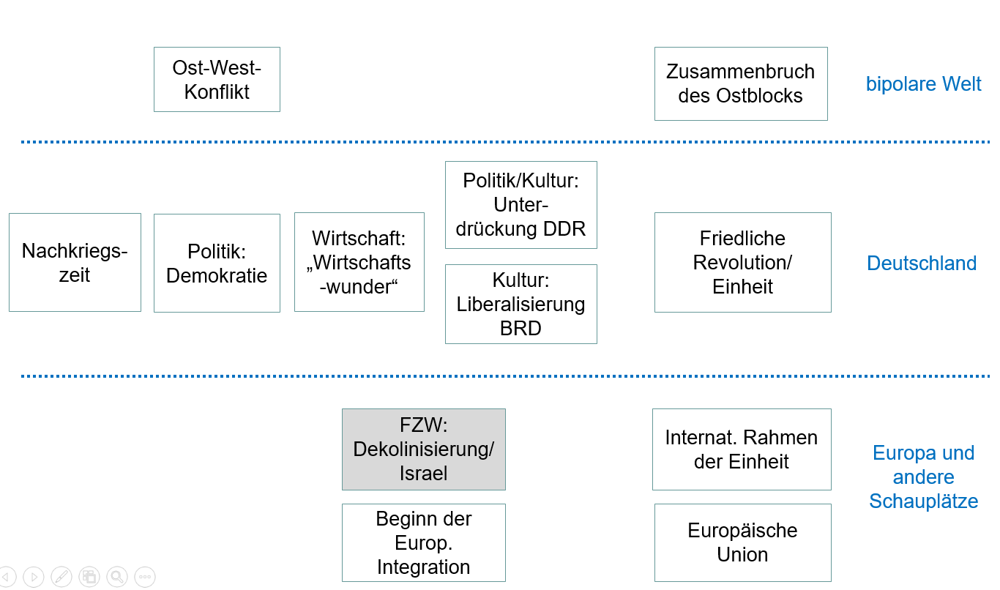 Ost-West-
Konflikt
Zusammenbruch
des Ostblocks
bipolare Welt
Nachkriegs-
zeit
Politik:
Demokratie
Wirtschaft:
„Wirtschafts
-wunder“
Politik/Kultur:
Unter-
drückung DDR
Kultur:
Liberalisierung
BRD
Friedliche
Revolution/
Einheit
Deutschland
FZW:
Dekolinisierung/
Israel
Beginn der
Europ.
Integration
Internat. Rahmen
der Einheit
Europäische
Union
Europa und
andere
Schauplätze